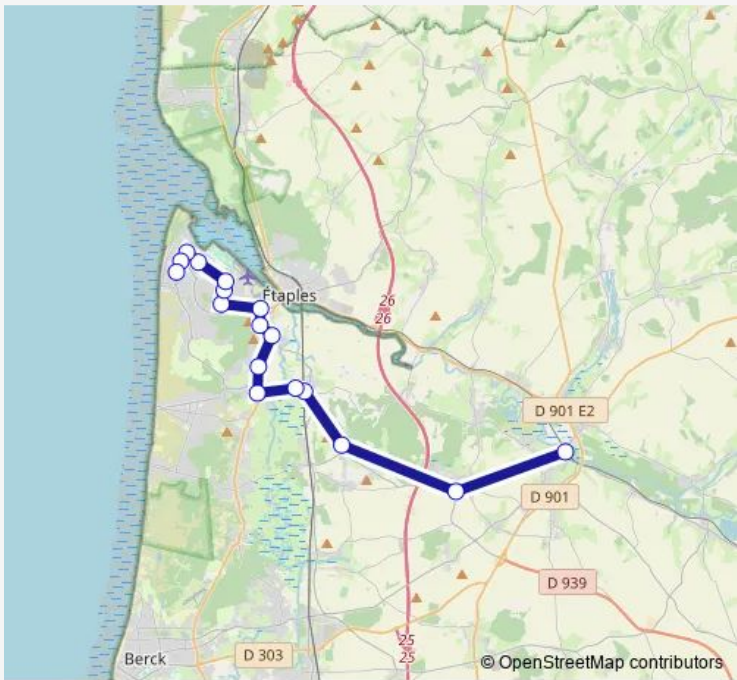 Étaples
26
26
D 901 E2
D 901
D 939
25
25
Berck
D 303
© OpenStreetMap contributors